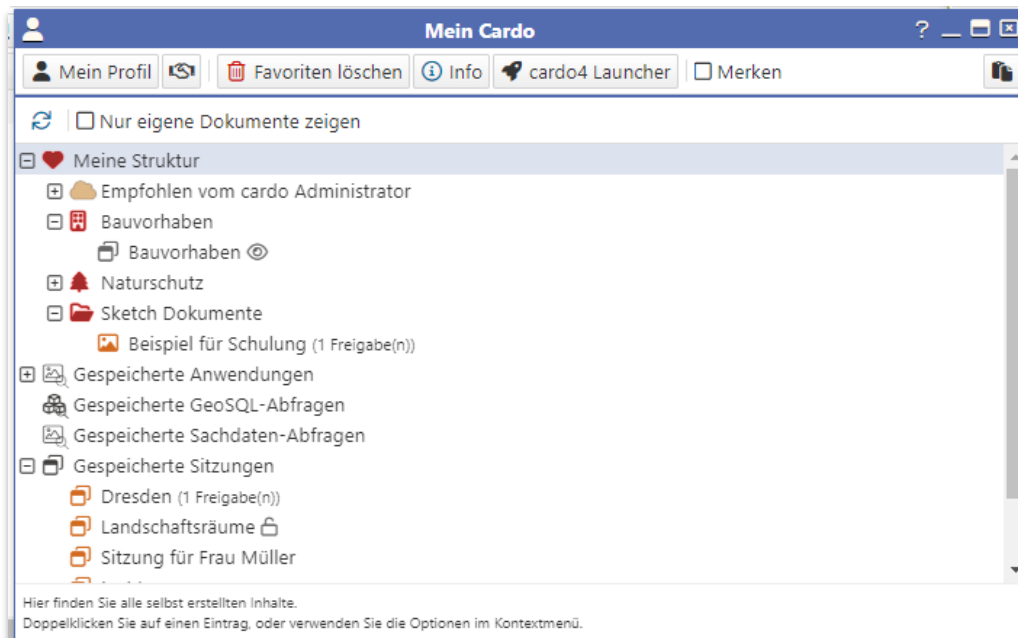 Mein Cardo
Mein Profil Favoriten löschen Info cardo4 Launcher Merken
Nur eigene Dokumente zeigen
Meine Struktur
Empfohlen vom cardo Administrator
Bauvorhaben
Bauvorhaben
Naturschutz
Sketch Dokumente
Beispiel für Schulung (1 Freigabe(n))
Gespeicherte Anwendungen
Gespeicherte GeoSQL-Abfragen
Gespeicherte Sachdaten-Abfragen
Gespeicherte Sitzungen
Dresden (1 Freigabe(n))
Landschaftsräume
Sitzung für Frau Müller
Hier finden Sie alle selbst erstellten Inhalte.
Doppelklicken Sie auf einen Eintrag, oder verwenden Sie die Optionen im Kontextmenü.